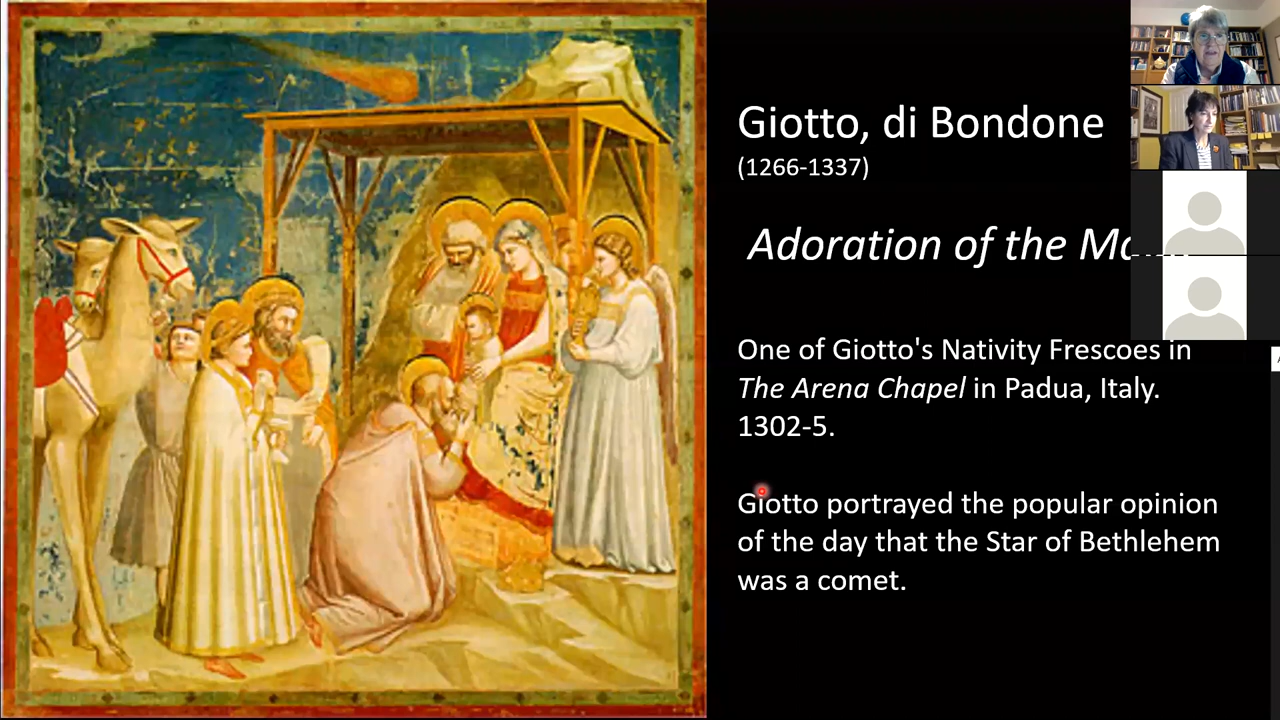 Giotto, di Bondone
(1266-1337)
Adoration of the
One of Giotto's Nativity Frescoes in
The Arena Chapel in Padua, Italy.
1302-5.
Giotto portrayed the popular opinion
of the day that the Star of Bethlehem
was a comet.